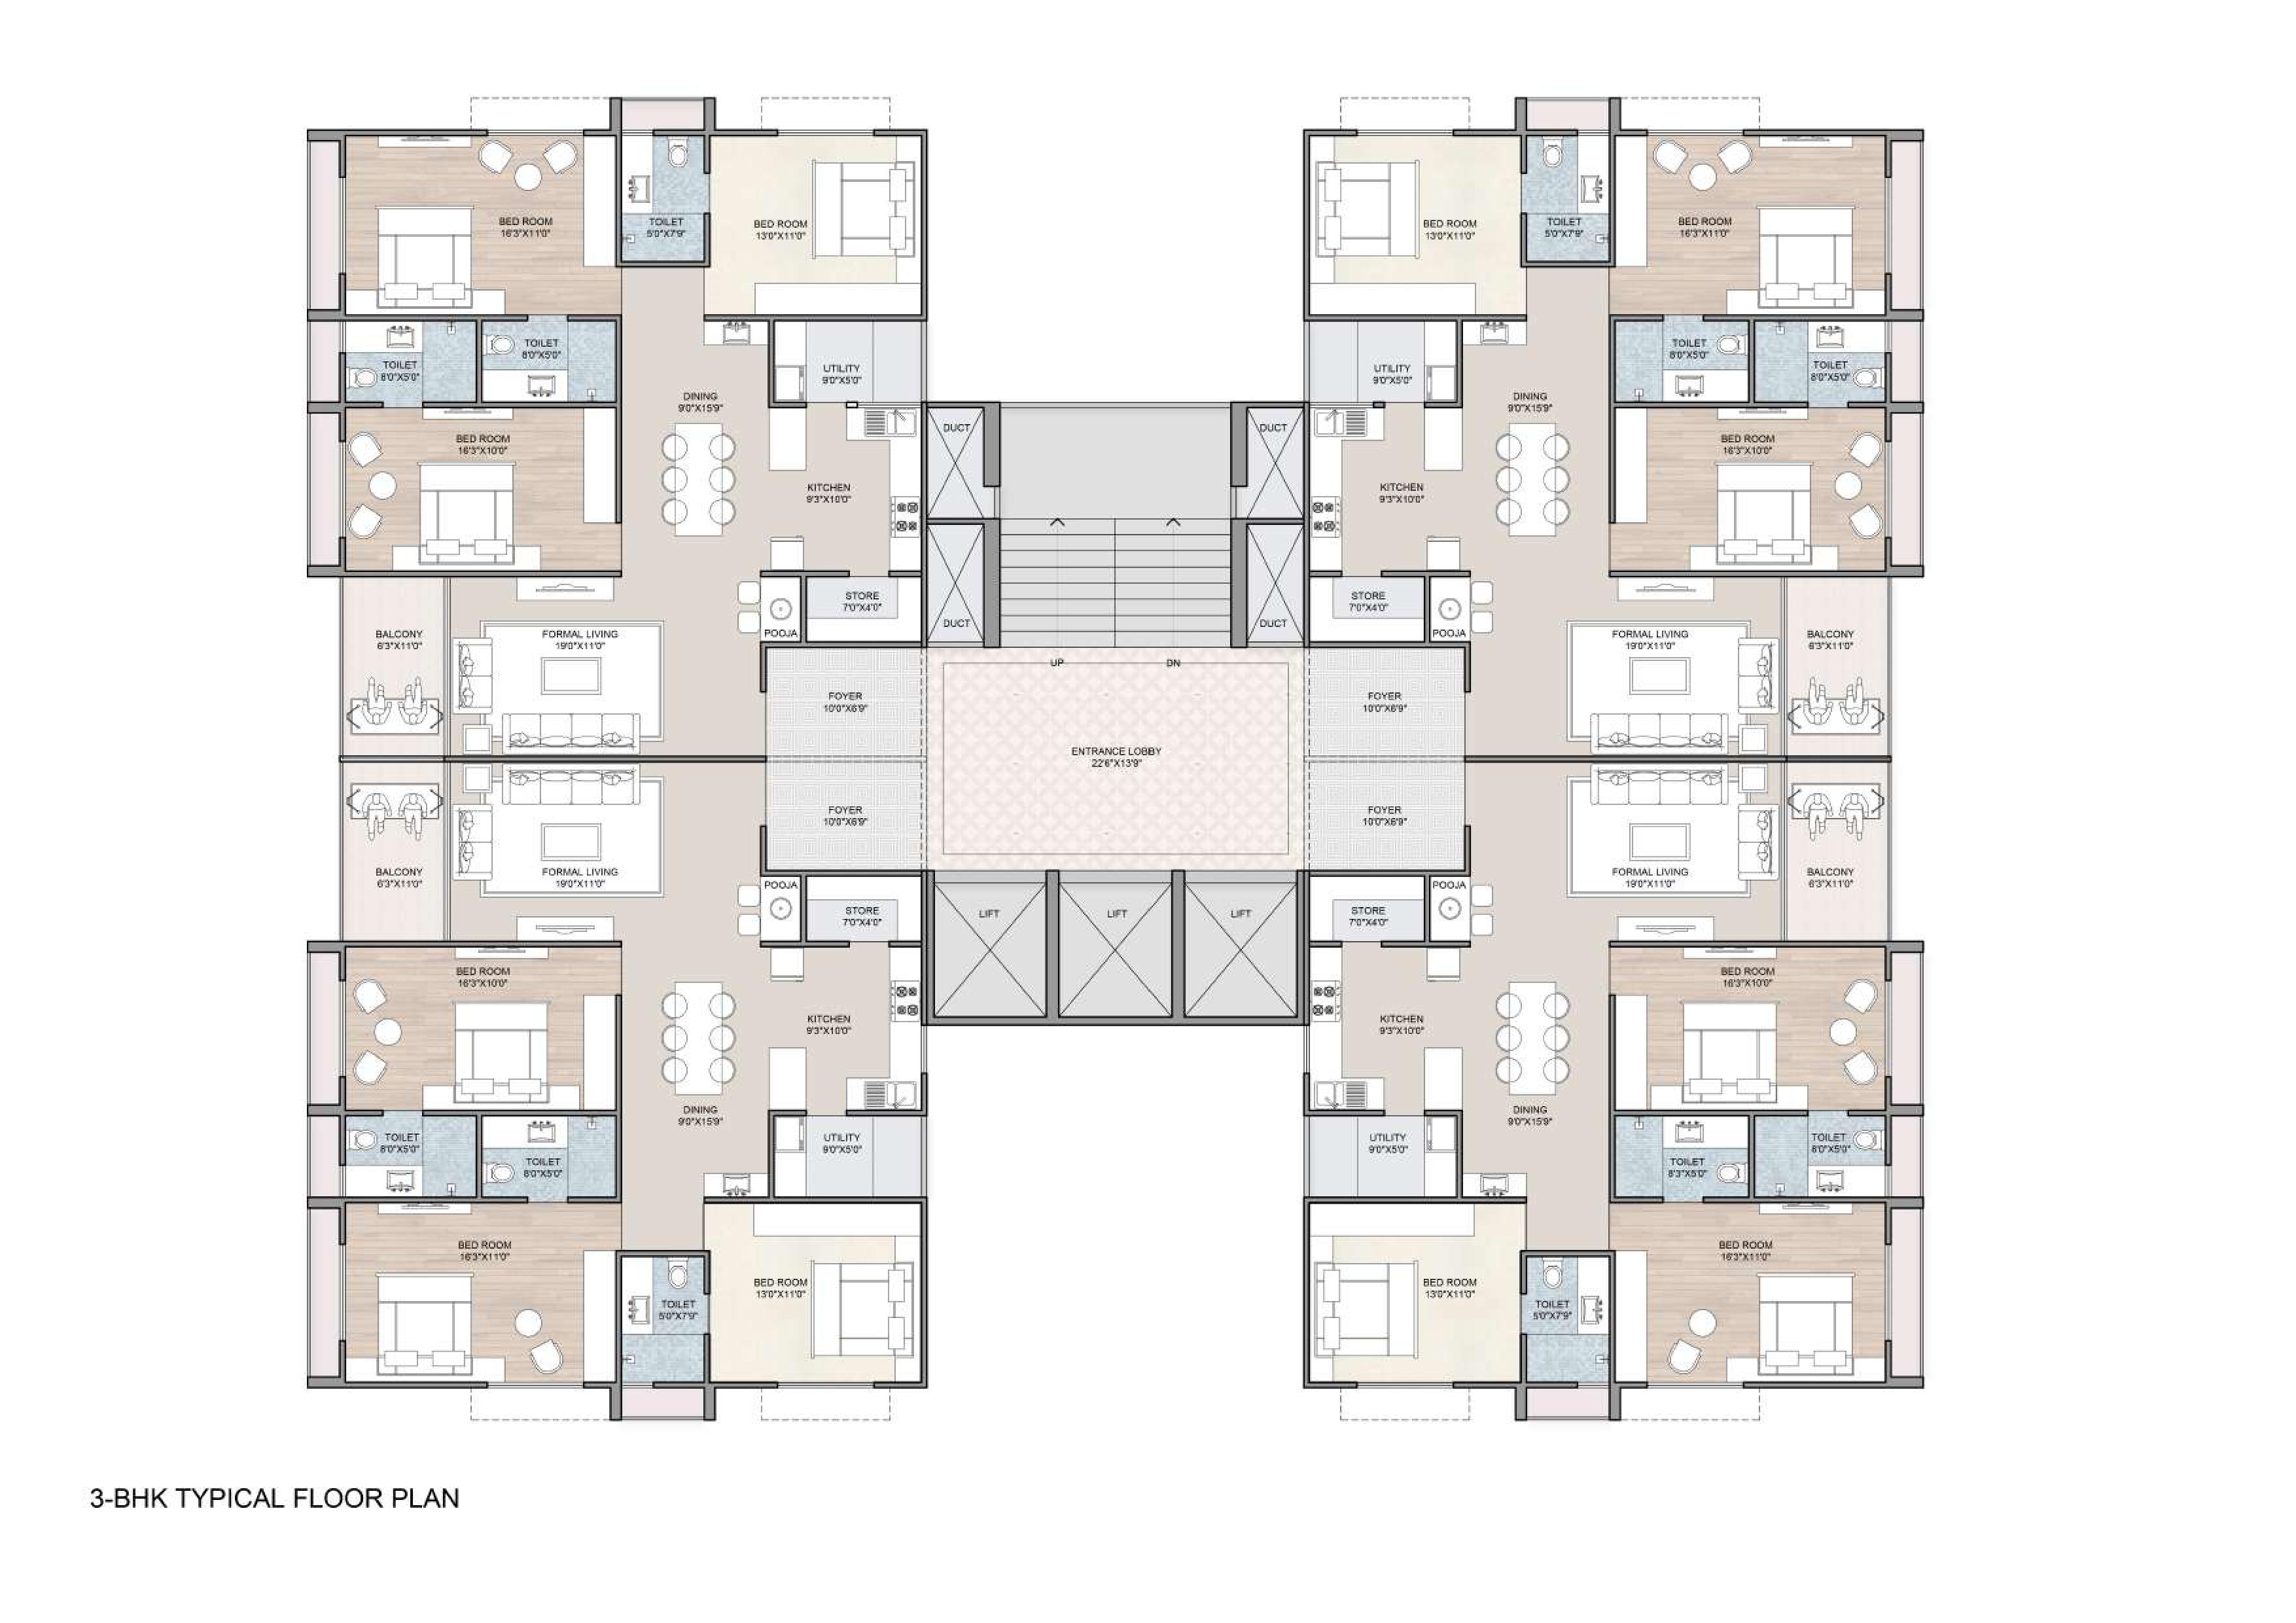 BED ROOM
16'3"X11'0"
TOILET
5'0"X7'9"
BED ROOM
13'0"X11'0"
BED ROOM
13'0"X11'0"
TOILET
5'0"X7'9"
BED ROOM
16'3"X11'0"
TOILET
8'0"X5'0"
TOILET
8'0"X5'0"
UTILITY
9'0"X5'0"
UTILITY
9'0"X5'0"
TOILET
8'0"X5'0"
TOILET
8'0"X5'0"
DINING
9'0"X15'9"
DINING
9'0"X15'9"
BED ROOM
16'3"X10'0"
DUCT
DUCT
BED ROOM
16'3"X10'0"
KITCHEN
9'3"X10'0"
KITCHEN
9'3"X10'0"
STORE
7'0"X4'0"
STORE
7'0"X4'0"
DUCT
DUCT
BALCONY
6'3"X11'0"
FORMAL LIVING
19'0"X11'0"
POOJA
POOJA
FORMAL LIVING
19'0"X11'0"
BALCONY
6'3"X11'0"
UP
DN
FOYER
10'0"X6'9"
FOYER
10'0"X6'9"
ENTRANCE LOBBY
22'6"X13'9"
FOYER
10'0"X6'9"
FOYER
10'0"X6'9"
BALCONY
6'3"X11'0"
FORMAL LIVING
19'0"X11'0"
POOJA
POOJA
FORMAL LIVING
19'0"X11'0"
BALCONY
6'3"X11'0"
STORE
7'0"X4'0"
LIFT
LIFT
LIFT
STORE
7'0"X4'0"
BED ROOM
16'3"X10'0"
BED ROOM
16'3"X10'0"
KITCHEN
9'3"X10'0"
KITCHEN
9'3"X10'0"
DINING
9'0"X15'9"
DINING
9'0"X15'9"
TOILET
8'0"X5'0"
TOILET
8'0"X5'0"
UTILITY
9'0"X5'0"
UTILITY
9'0"X5'0"
TOILET
8'3"X5'0"
TOILET
8'0"X5'0"
BED ROOM
16'3"X11'0"
BED ROOM
16'3"X11'0"
TOILET
5'0"X7'9"
BED ROOM
13'0"X11'0"
BED ROOM
13'0"X11'0"
TOILET
5'0"X7'9"
3-BHK TYPICAL FLOOR PLAN